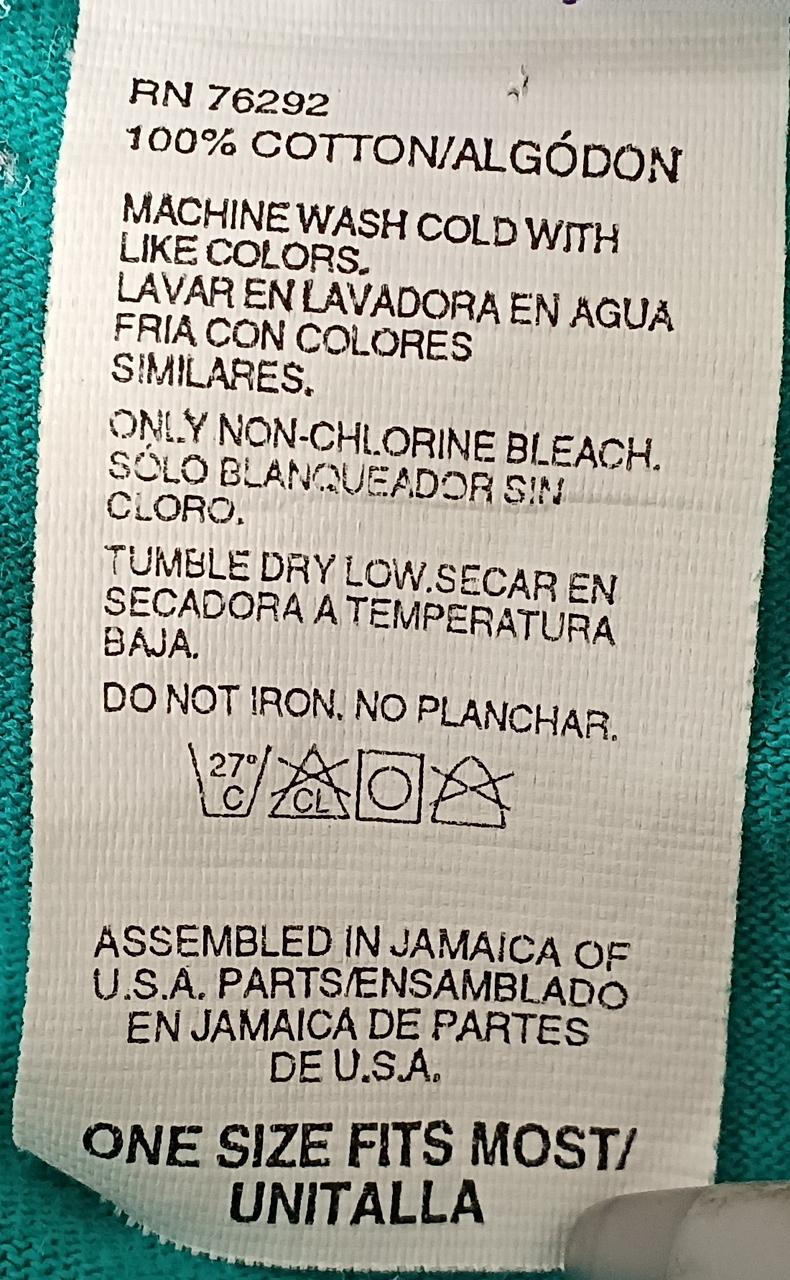 RN 76292
100% COTTON/ALGÓDON
MACHINE WASH COLD WITH
LIKE COLORS.
LAVAR EN LAVADORA EN AGUA
FRIA CON COLORES
SIMILARES.
ONLY NON-CHLORINE BLEACH.
SÓLO BLANQUEADOR SIN
CLORO.
TUMBLE DRY LOW.SECAR EN
SECADORA A TEMPERATURA
BAJA.
DO NOT IRON. NO PLANCHAR.
27°
C CL
ASSEMBLED IN JAMAICA OF
U.S.A. PARTS/ENSAMBLADO
EN JAMAICA DE PARTES
DE U.S.A.
ONE SIZE FITS MOST/
UNITALLA